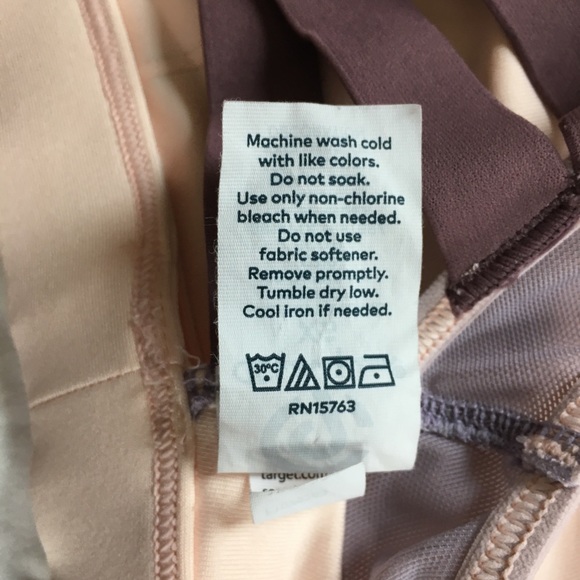 Machine wash cold
with like colors.
Do not soak.
Use only non-chlorine
bleach when needed.
Do not use
fabric softener.
Remove promptly.
Tumble dry low.
Cool iron if needed.
30°C
RN15763
target.com